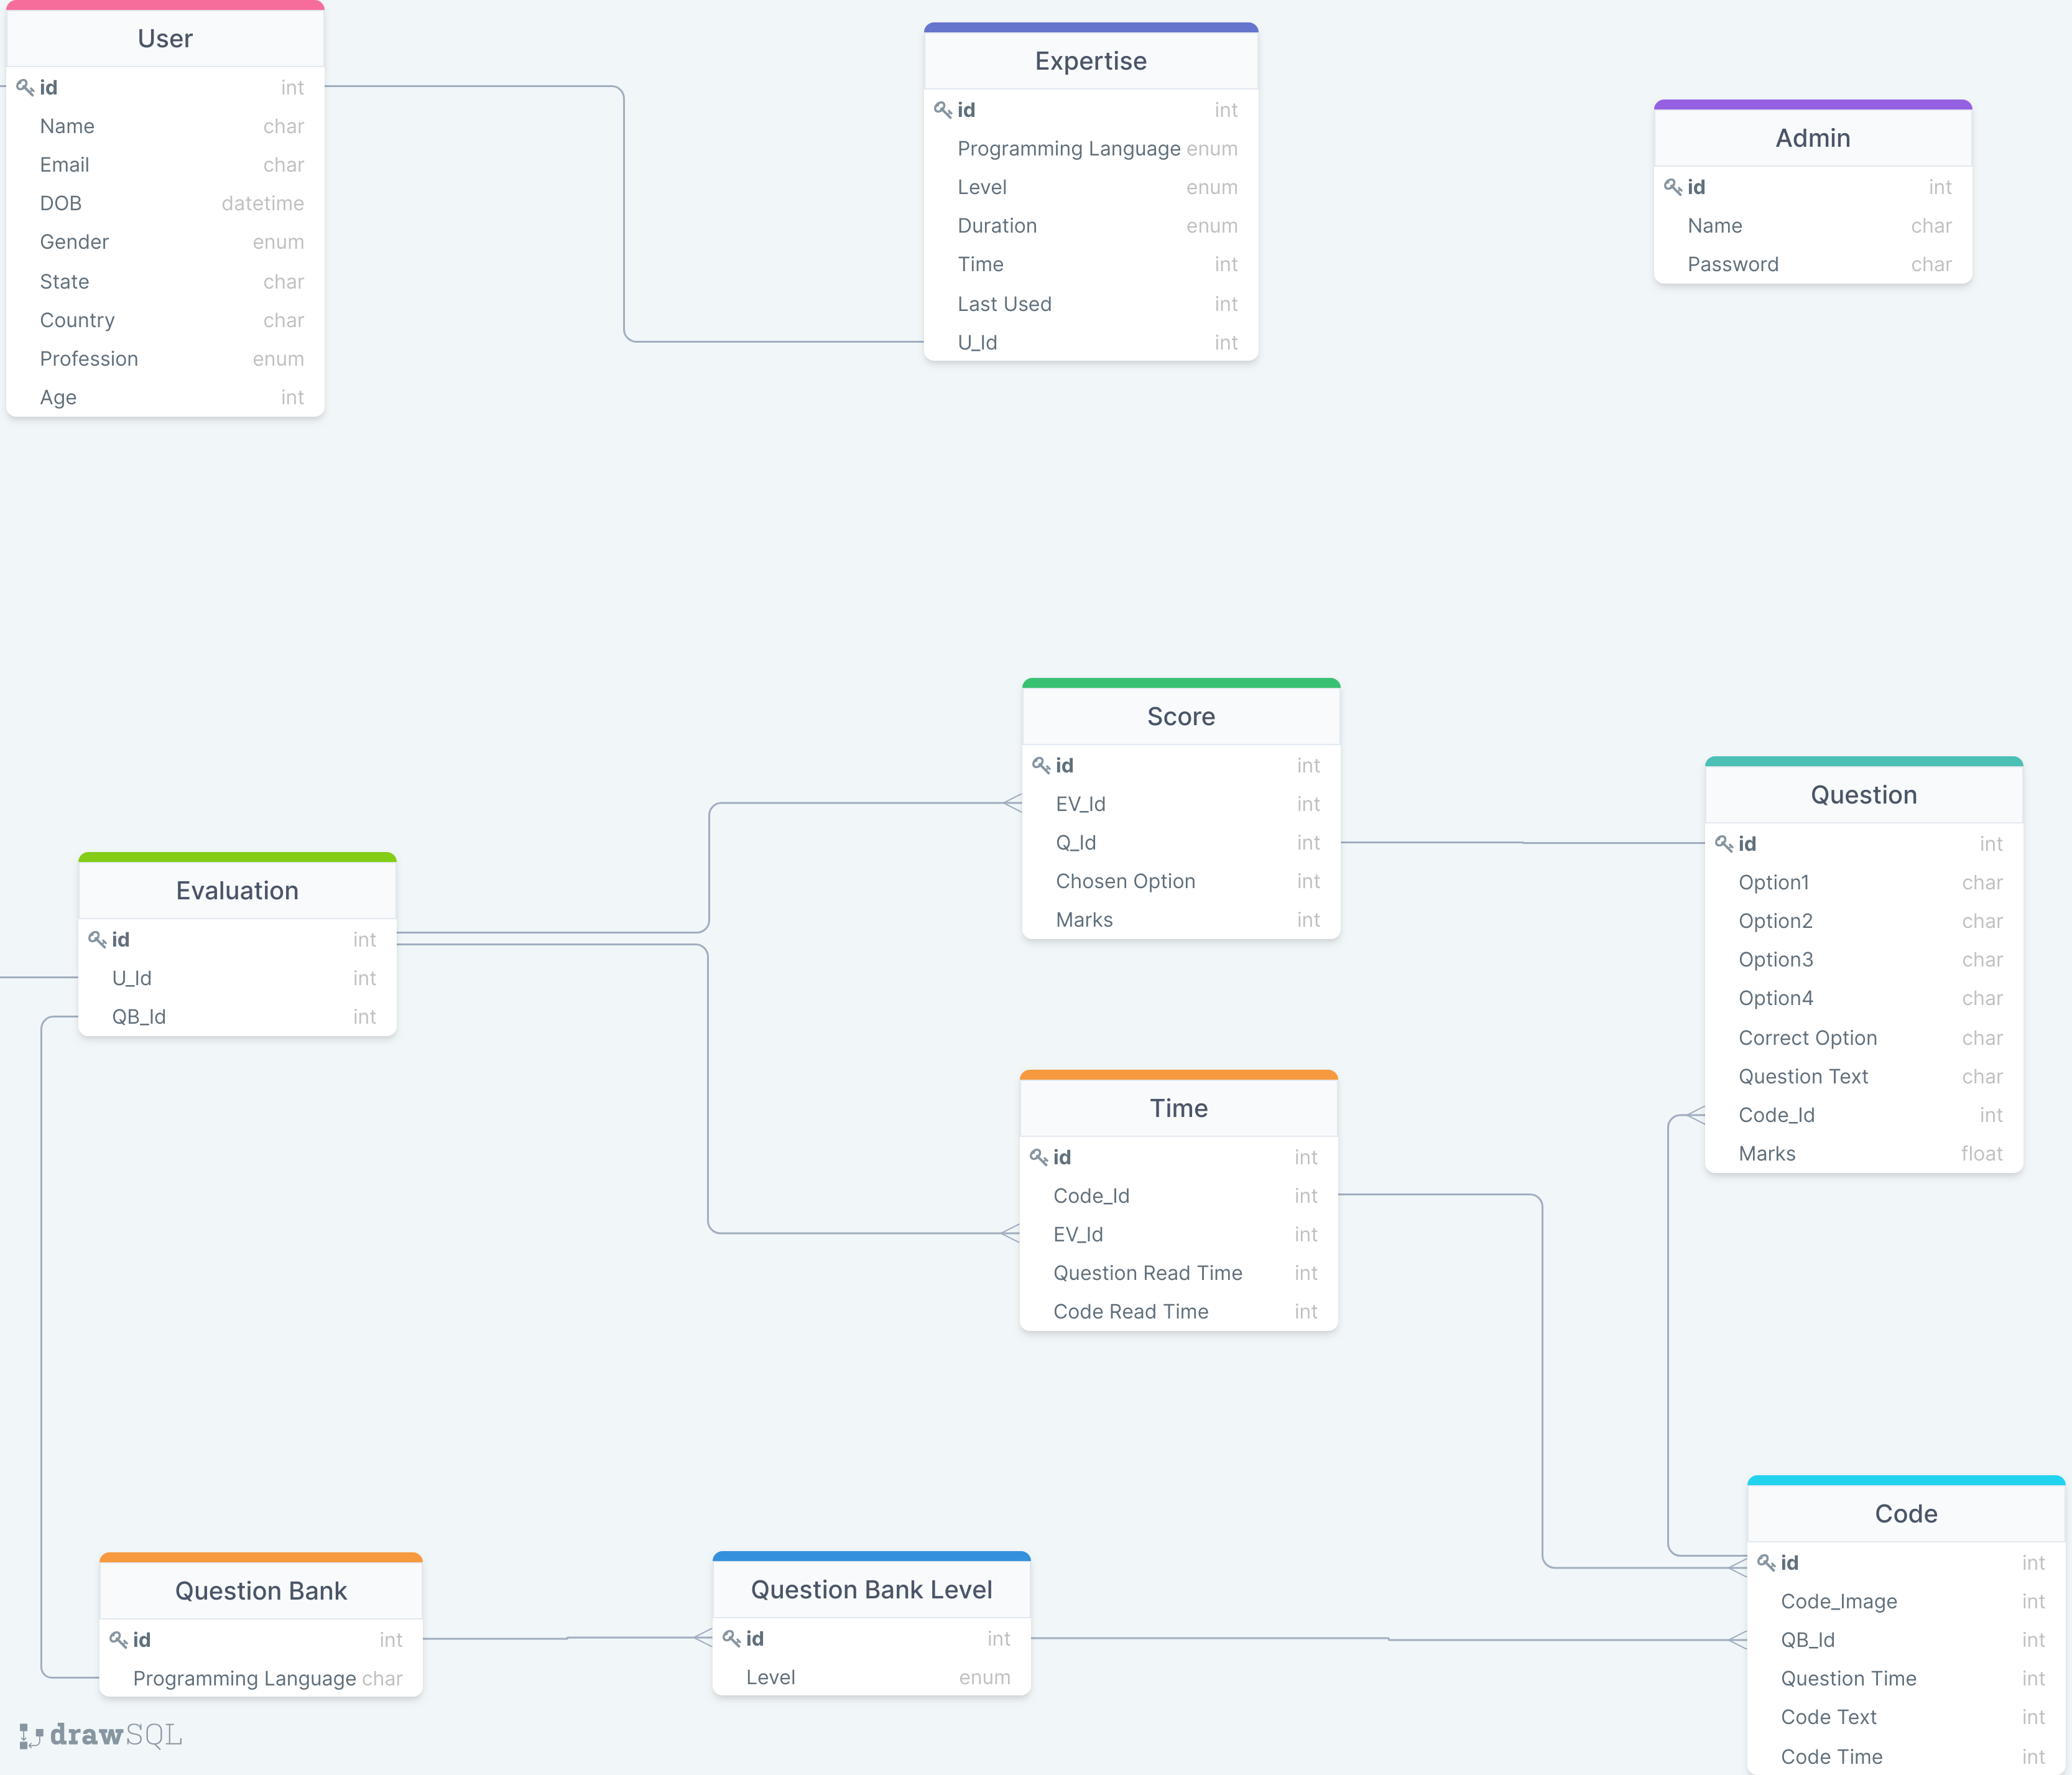 User
id int
Name char
Email char
DOB datetime
Gender enum
State char
Country char
Profession enum
Age int
Expertise
id int
Programming Language enum
Level enum
Duration enum
Time int
Last Used int
U_Id int
Admin
id int
Name char
Password char
Score
id int
EV_Id int
Q_Id int
Chosen Option int
Marks int
Question
id int
Option1 char
Option2 char
Option3 char
Option4 char
Correct Option char
Question Text char
Code_Id int
Marks float
Evaluation
id int
U_Id int
QB_Id int
Time
id int
Code_Id int
EV_Id int
Question Read Time int
Code Read Time int
Code
id int
Code_Image int
QB_Id int
Question Time int
Code Text int
Code Time int
Question Bank
id int
Programming Language char
Question Bank Level
id int
Level enum
drawSQL